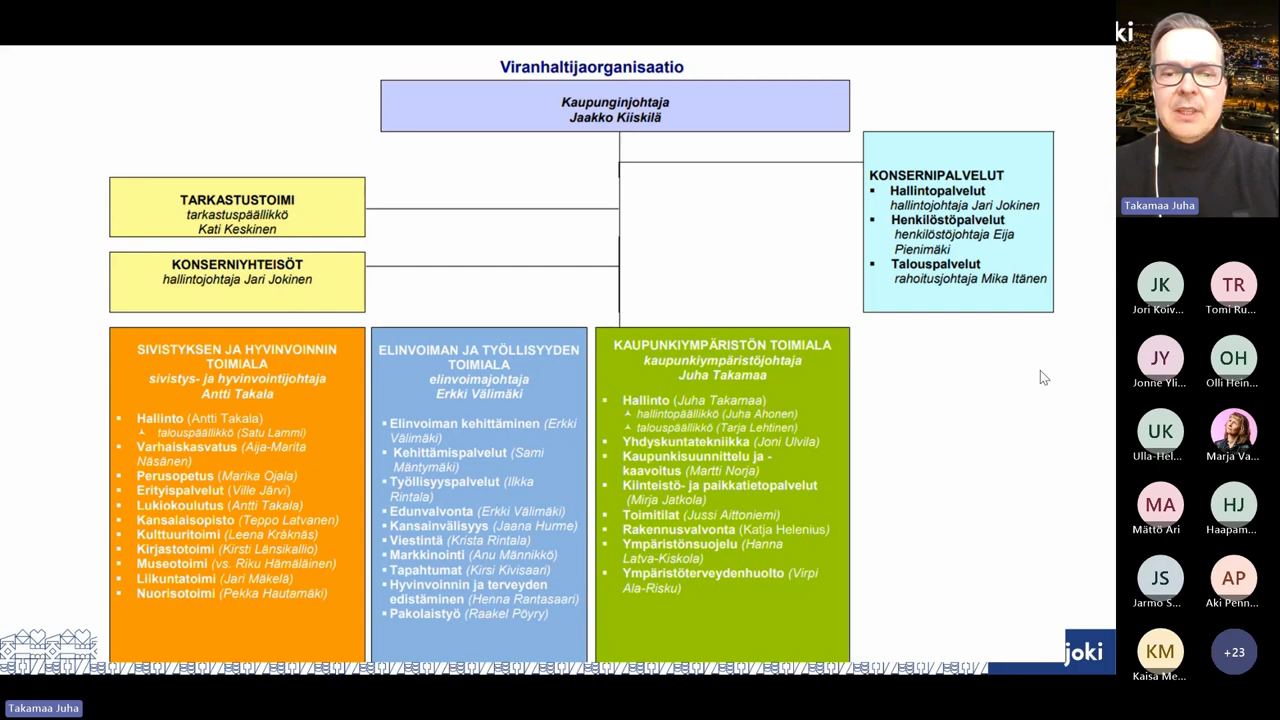 Viranhaltijaorganisaatio
Kaupunginjohtaja
Jaakko Kiiskilä
TARKASTUSTOIMI
tarkastuspäällikkö
Kati Keskinen
KONSERNIYHTEISÖT
hallintojohtaja Jari Jokinen
KONSERNIPALVELUT
Hallintopalvelut
hallintojohtaja Jari Jokinen
Henkilöstöpalvelut
henkilöstöjohtaja Eija
Pienimäki
Talouspalvelut
rahoitusjohtaja Mika Itänen
SIVISTYKSEN JA HYVINVOINNIN
TOIMIALA
sivistys- ja hyvinvointijohtaja
Antti Takala
Hallinto (Antti Takala)
talouspäällikkö (Satu Lammi)
Varhaiskasvatus (Aija-Marita
Näsänen)
Perusopetus (Marika Ojala)
Erityispalvelut (Ville Järvi)
Lukiokoulutus (Antti Takala)
Kansalaisopisto (Teppo Latvanen)
Kulttuuritoimi (Leena Kråknäs)
Kirjastotoimi (Kirsti Länsikallio)
Museotoimi (vs. Riku Hämäläinen)
Liikuntatoimi (Jari Mäkelä)
Nuorisotoimi (Pekka Hautamäki)
ELINVOIMAN JA TYÖLLISYYDEN
TOIMIALA
elinvoimajohtaja
Erkki Välimäki
Elinvoiman kehittäminen (Erkki
Välimäki)
Kehittämispalvelut (Sami
Mäntymäki)
Työllisyyspalvelut (Ilkka
Rintala)
Edunvalvonta (Erkki Välimäki)
Kansainvälisyys (Jaana Hurme)
Viestintä (Krista Rintala)
Markkinointi (Anu Männikkö)
Tapahtumat (Kirsi Kivisaari)
Hyvinvoinnin ja terveyden
edistäminen (Henna Rantasaari)
Pakolaistyö (Raakel Pöyry)
KAUPUNKIYMPÄRISTÖN TOIMIALA
kaupunkiympäristöjohtaja
Juha Takamaa
Hallinto (Juha Takamaa)
hallintopäällikkö (Juha Ahonen)
talouspäällikkö (Tarja Lehtinen)
Yhdyskuntatekniikka (Joni Ulvila)
Kaupunkisuunnittelu ja -
kaavoitus (Martti Norja)
Kiinteistö- ja paikkatietopalvelut
(Mirja Jatkola)
Toimitilat (Jussi Aittoniemi)
Rakennusvalvonta (Katja Helenius)
Ympäristönsuojelu (Hanna
Latva-Kiskola)
Ympäristöterveydenhuolto (Virpi
Ala-Risku)
joki
Takamaa Juha
ki
Takamaa Juha
JK
Jori Koiv...
TR
Tomi Ru...
JY
Jonne Yli...
OH
Olli Hein...
UK
Ulla-Hel...
Marja Va...
MA
Mättö Ari
HJ
Haapam...
JS
Jarmo S...
AP
Aki Penn...
KM
Kaisa Me...
+23